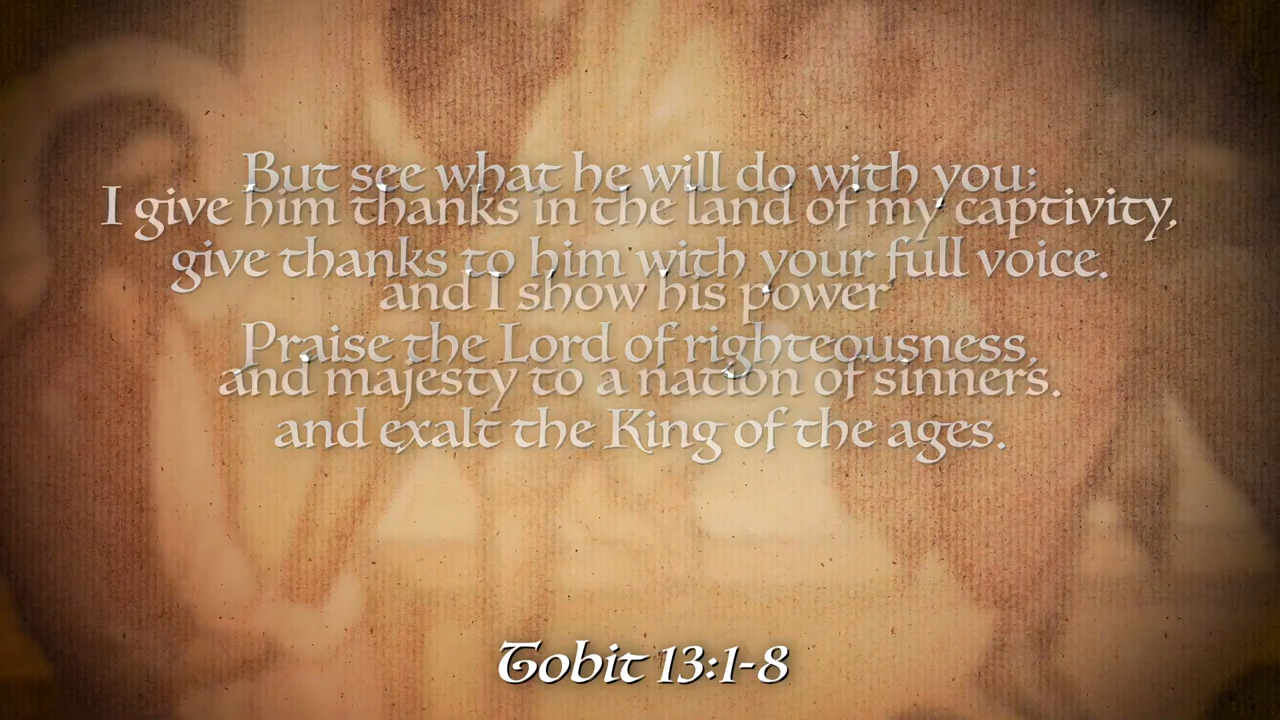 But see what he will do with you;
I give him thanks in the land of my captivity,
give thanks to him with your full voice.
and I show his power
Praise the Lord of righteousness,
and majesty to a nation of sinners.
and exalt the King of the ages.
Tobit 13:1-8